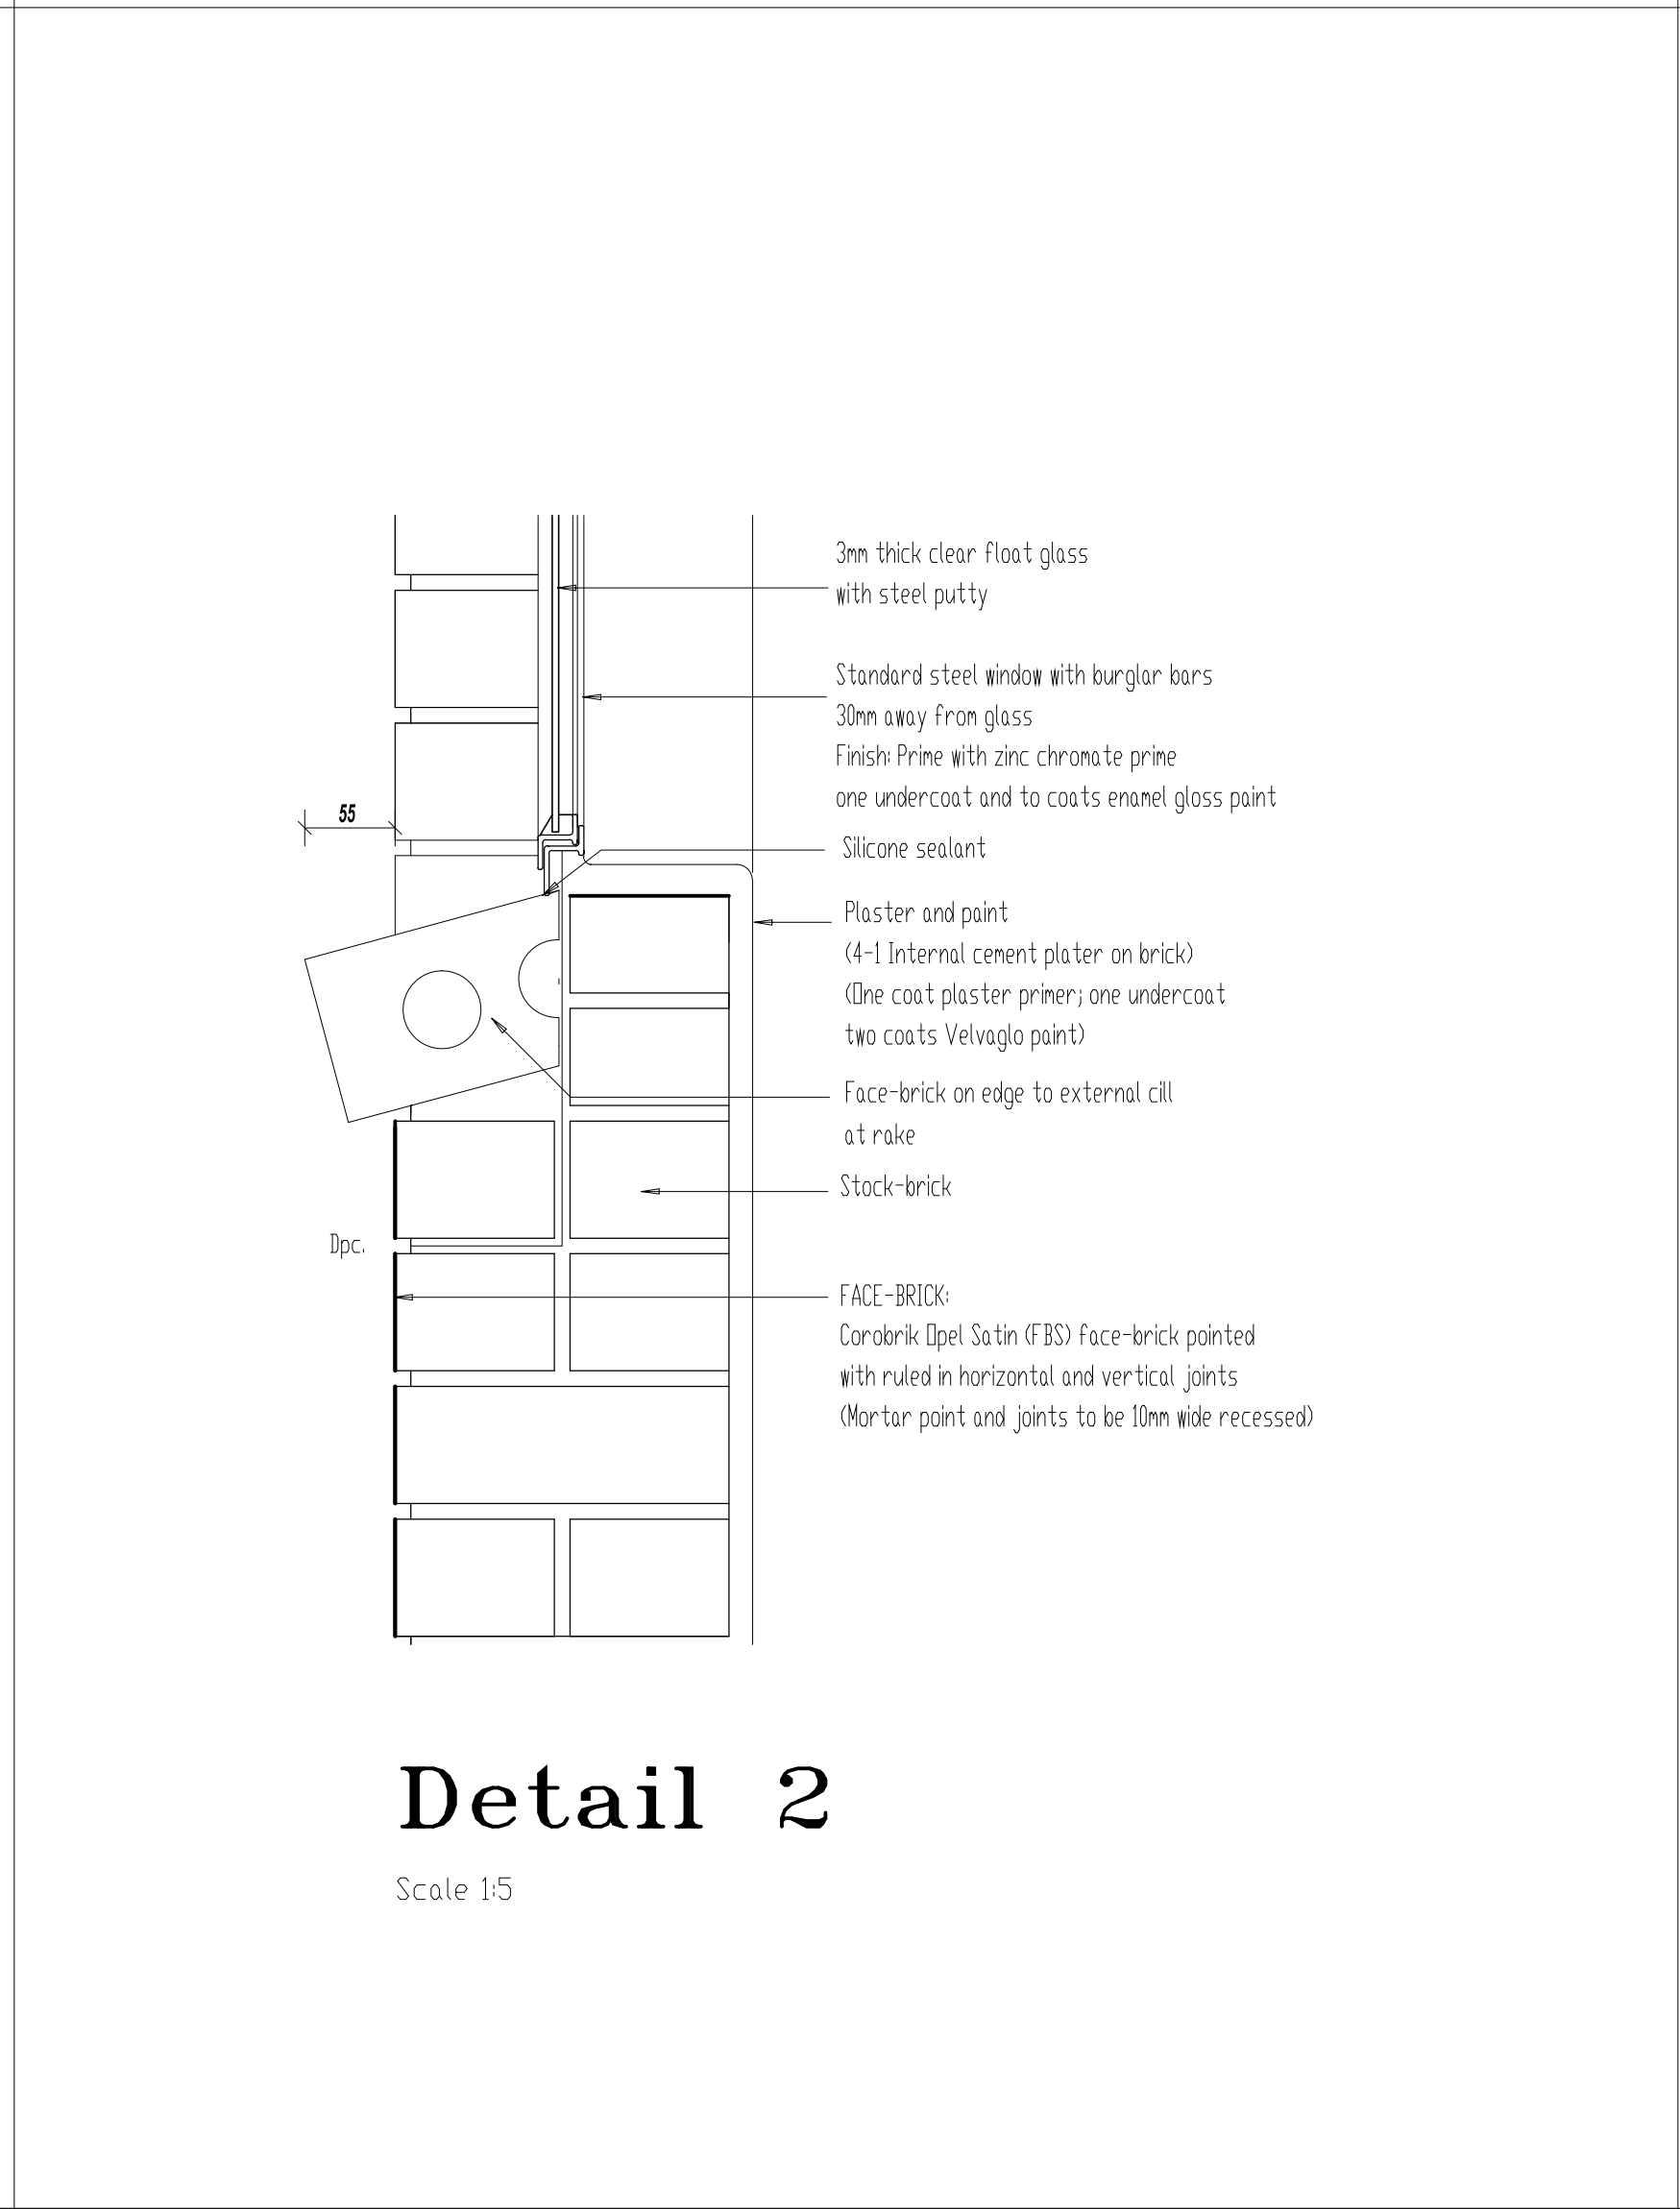 3mm thick clear float glass
with steel putty
Standard steel window with burglar bars
30mm away from glass
Finish: Prime with zinc chromate prime
one undercoat and to coats enamel gloss paint
55
Silicone sealant
Plaster and paint
(4-1 Internal cement plater on brick)
(One coat plaster primer; one undercoat
two coats Velvaglo paint)
Face-brick on edge to external cill
at rake
Stock-brick
Dpc.
FACE-BRICK:
Corobrik Opel Satin (FBS) face-brick pointed
with ruled in horizontal and vertical joints
(Mortar point and joints to be 10mm wide recessed)
Detail 2
Scale 1:5